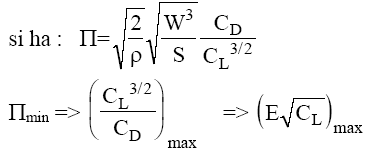 si ha : Π=√(2/ρ) √(W³/S) C_D/C_L^3/2
Π_min => (C_L^3/2/C_D)_max => (E√C_L)_max